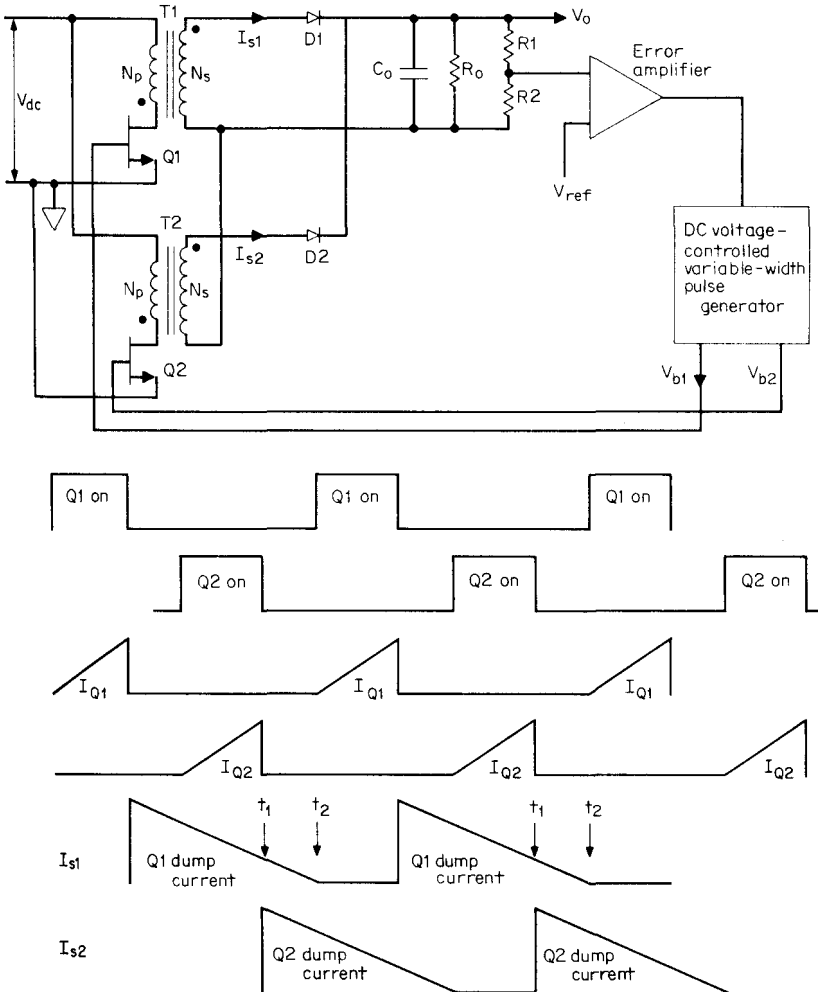 T1
I_s1
D1
V_o
V_dc
N_p
N_s
C_o
R_o
R1
R2
Error
amplifier
Q1
V_ref
T2
I_s2
D2
N_p
N_s
Q2
DC voltage-
controlled
variable-width
pulse
generator
V_b1
V_b2
Q1 on
Q1 on
Q1 on
Q2 on
Q2 on
Q2 on
I_Q1
I_Q1
I_Q1
I_Q2
I_Q2
I_Q2
t_1
t_2
t_1
t_2
I_s1
Q1 dump
current
Q1 dump
current
I_s2
Q2 dump
current
Q2 dump
current